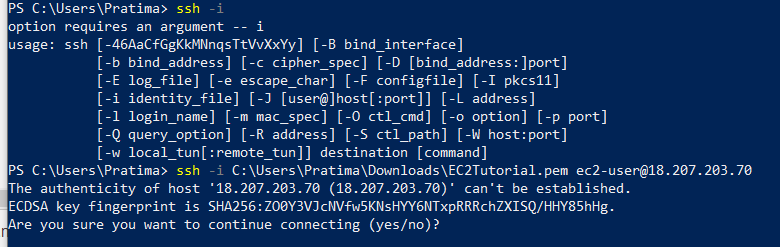 PS C:\Users\Pratima> ssh -i
option requires an argument -- i
usage: ssh [-46AaCfGgKkMNnqsTtVvXxYy] [-B bind_interface]
[-b bind_address] [-c cipher_spec] [-D [bind_address:]port]
[-E log_file] [-e escape_char] [-F configfile] [-I pkcs11]
[-i identity_file] [-J [user@]host[:port]] [-L address]
[-l login_name] [-m mac_spec] [-O ctl_cmd] [-o option] [-p port]
[-Q query_option] [-R address] [-S ctl_path] [-W host:port]
[-w local_tun[:remote_tun]] destination [command]
PS C:\Users\Pratima> ssh -i C:\Users\Pratima\Downloads\EC2Tutorial.pem ec2-user@18.207.203.70
The authenticity of host '18.207.203.70 (18.207.203.70)' can't be established.
ECDSA key fingerprint is SHA256:ZO0Y3VJcNVfw5KNsHYY6NTxpRRRchZXISQ/HHY85hHg.
Are you sure you want to continue connecting (yes/no)?